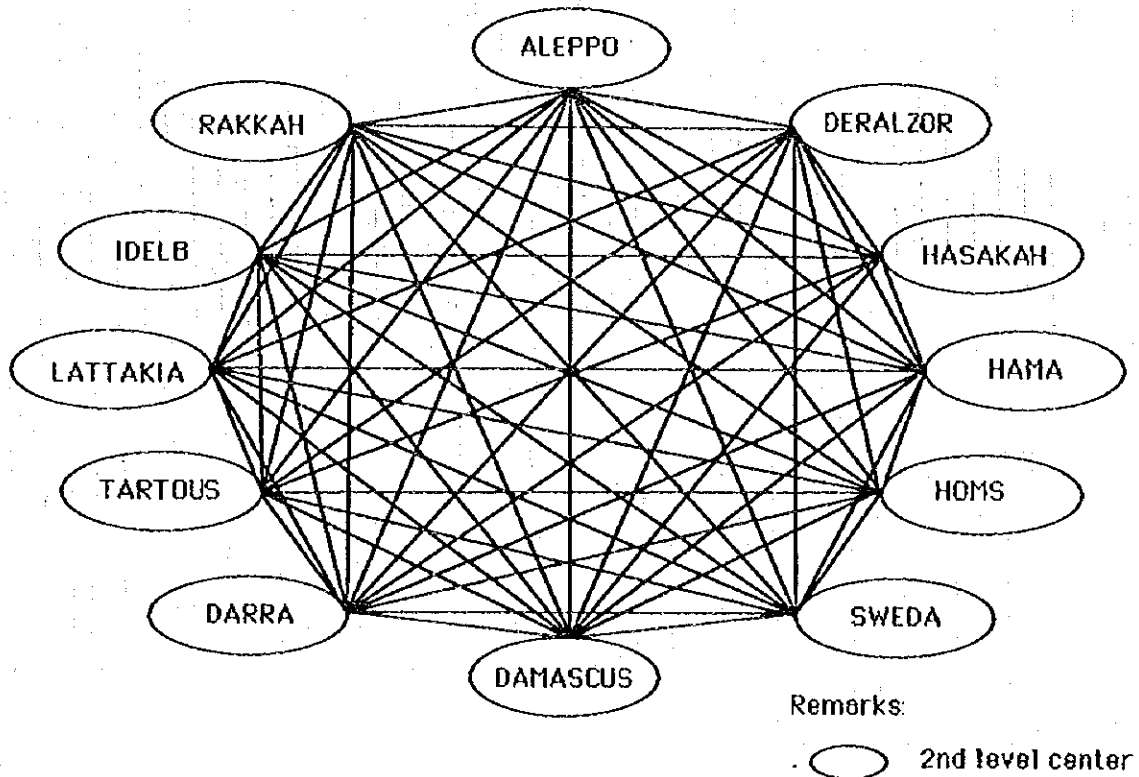 ALEPPO
RAKKAH
DERALZOR
IDELB
HASAKAH
LATTAKIA
HAMA
TARTOUS
HOMS
DARRA
SWEDA
DAMASCUS
Remarks:
2nd level center